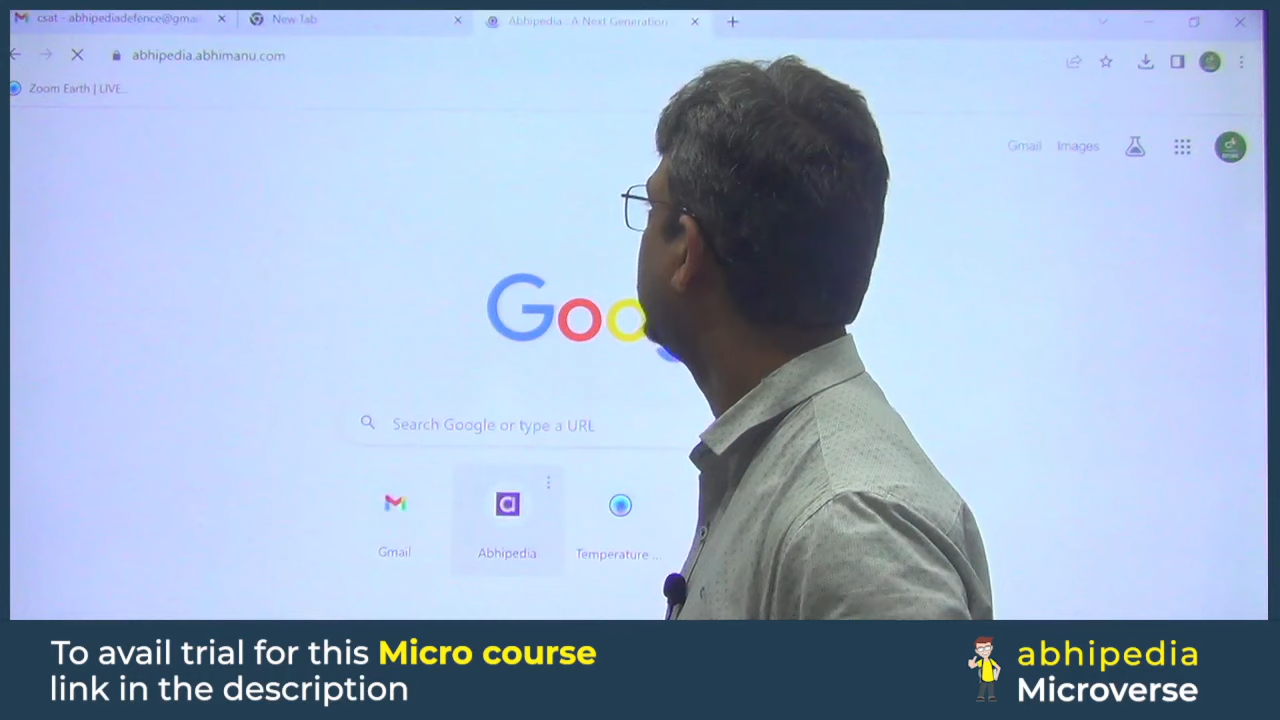 csat - abhipediadefence@gma
New Tab
Abhipedia : A Next Generation
abhipedia.abhimanu.com
Zoom Earth | LIVE...
Gmail Images
Goo
Search Google or type a URL
Gmail
Abhipedia
Temperature ...
To avail trial for this Micro course
link in the description
abhipedia
Microverse